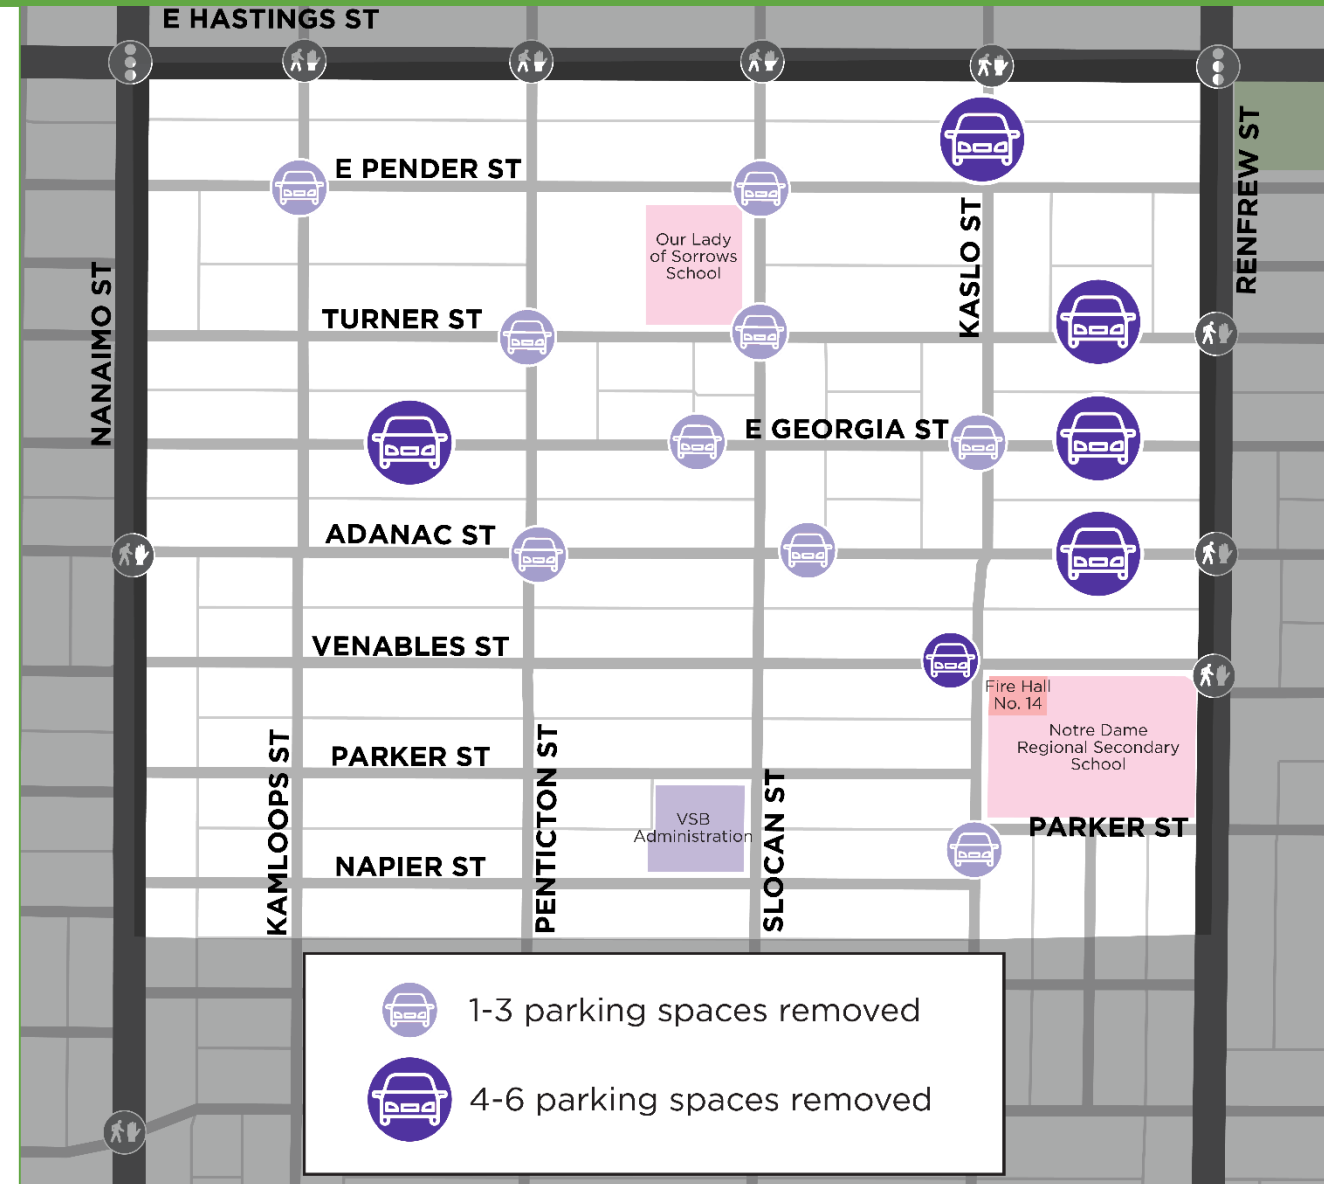 E HASTINGS ST
RENFREW ST
E PENDER ST
KASLO ST
Our Lady
of Sorrows
School
NANAIMO ST
TURNER ST
E GEORGIA ST
ADANAC ST
VENABLES ST
Fire Hall
No. 14
Notre Dame
Regional Secondary
School
KAMLOOPS ST
PENTICTON ST
PARKER ST
SLOCAN ST
VSB
Administration
PARKER ST
NAPIER ST
1-3 parking spaces removed
4-6 parking spaces removed